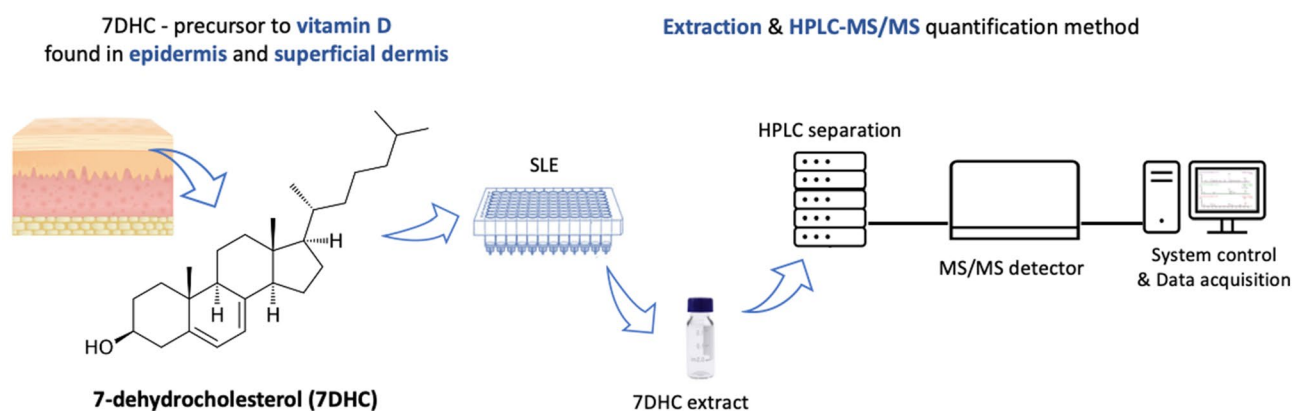 7DHC - precursor to vitamin D
found in epidermis and superficial dermis
Extraction & HPLC-MS/MS quantification method
HPLC separation
SLE
H
H
H
HO
MS/MS detector
System control
& Data acquisition
7-dehydrocholesterol (7DHC)
7DHC extract